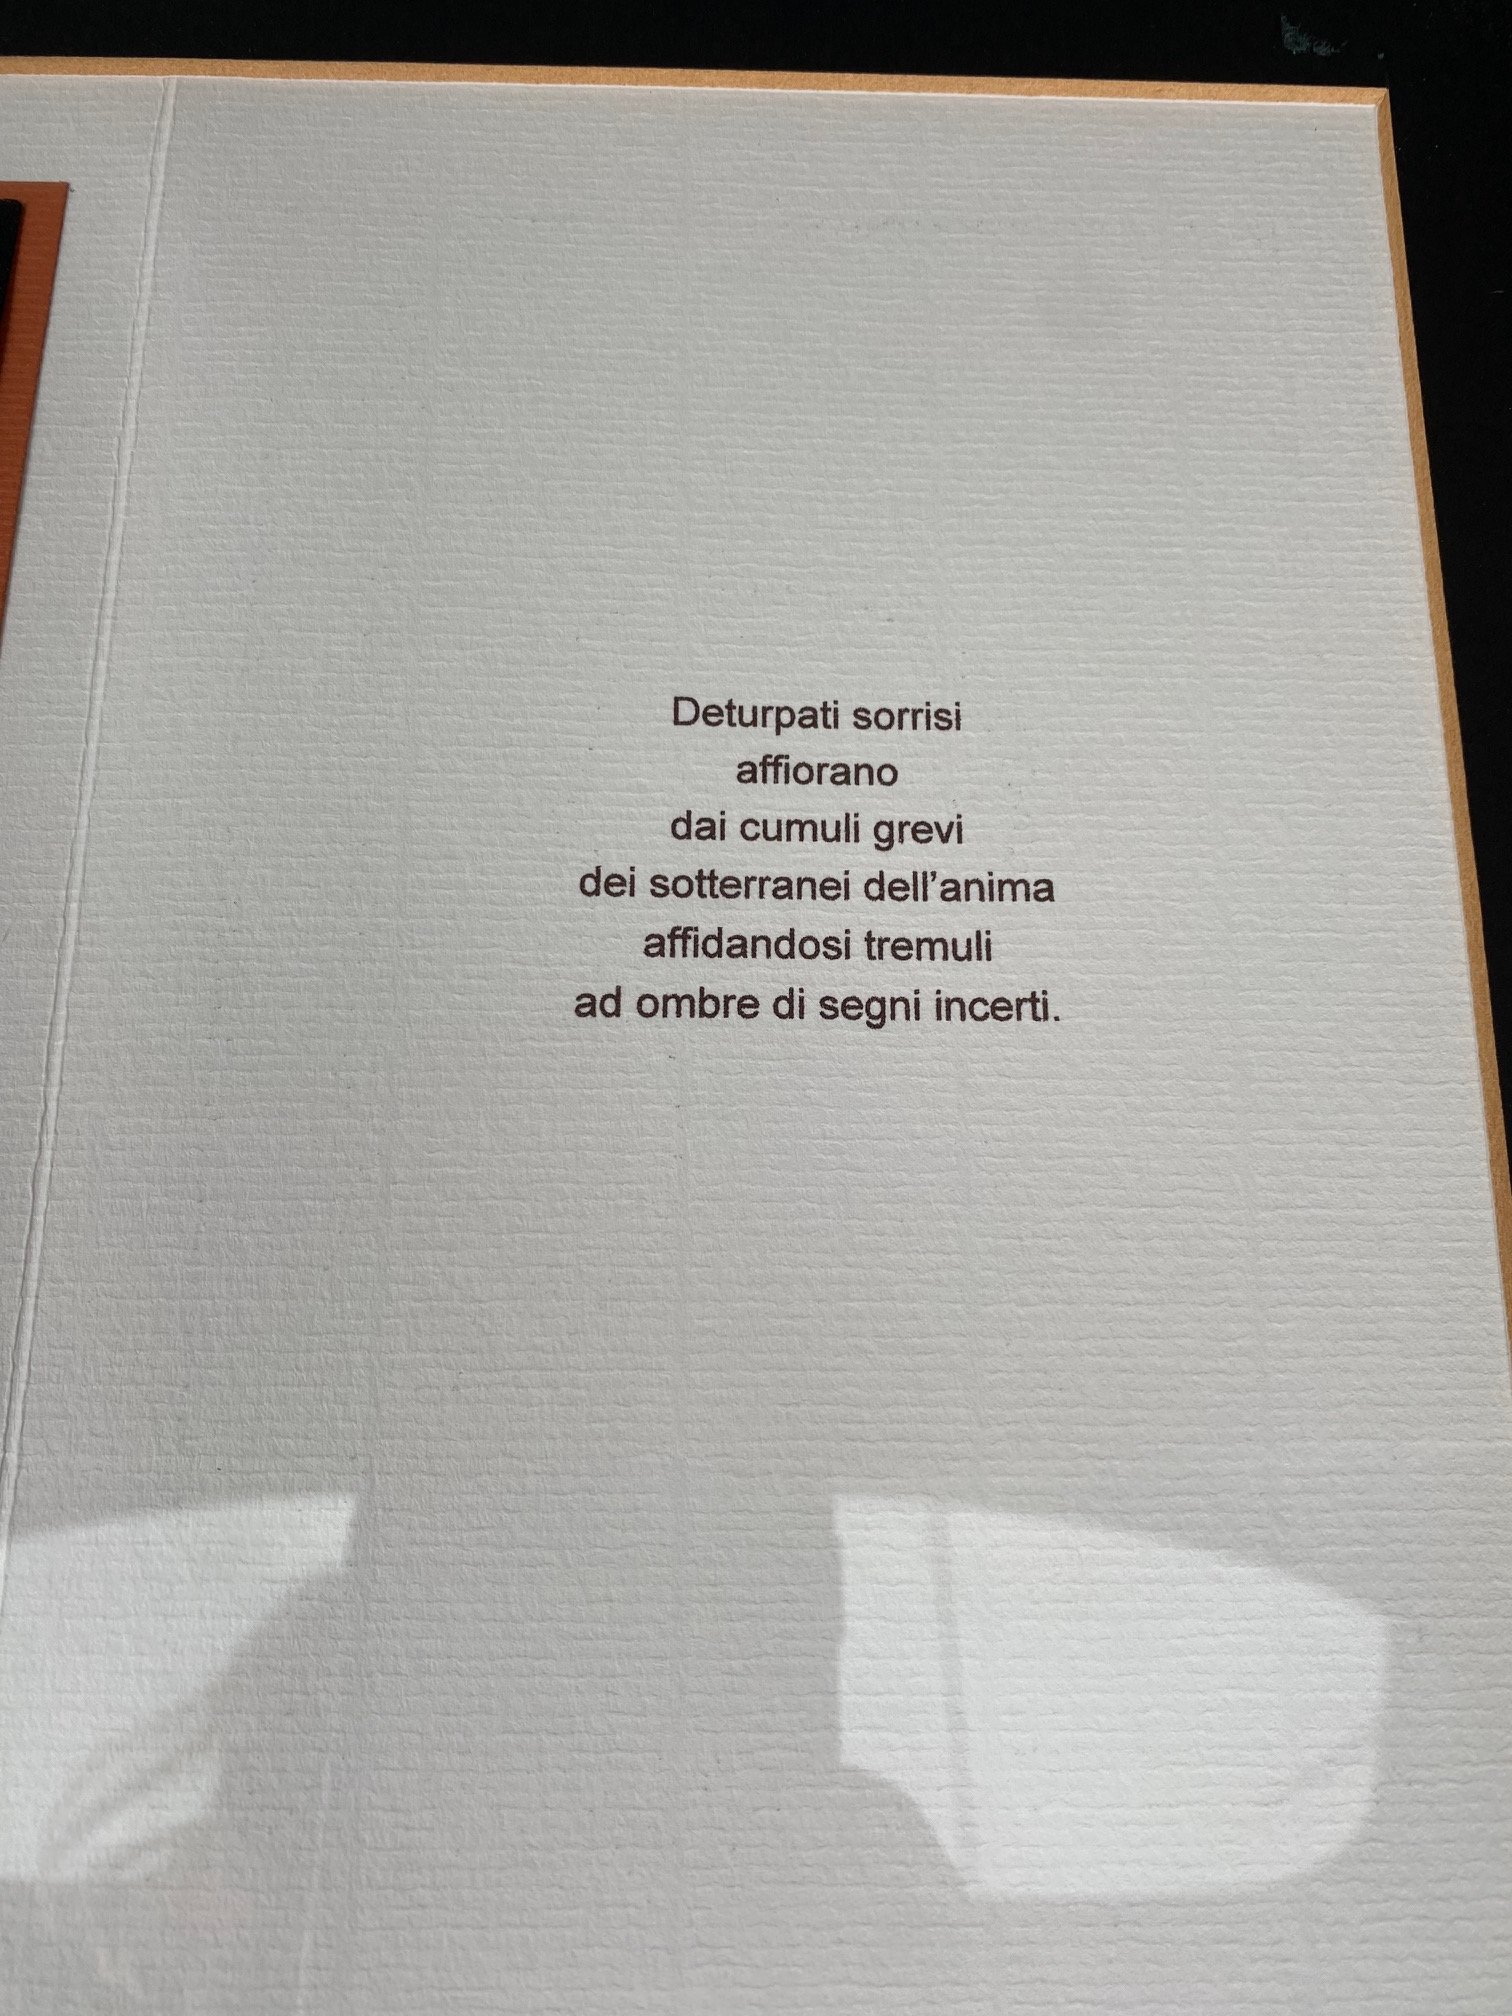 Deturpati sorrisi
affiorano
dai cumuli grevi
dei sotterranei dell’anima
affidandosi tremuli
ad ombre di segni incerti.